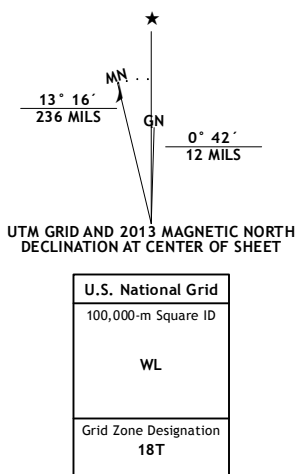 ★
MN
GN
13° 16´
236 MILS
0° 42´
12 MILS
UTM GRID AND 2013 MAGNETIC NORTH
DECLINATION AT CENTER OF SHEET
U.S. National Grid
100,000-m Square ID
WL
Grid Zone Designation
18T